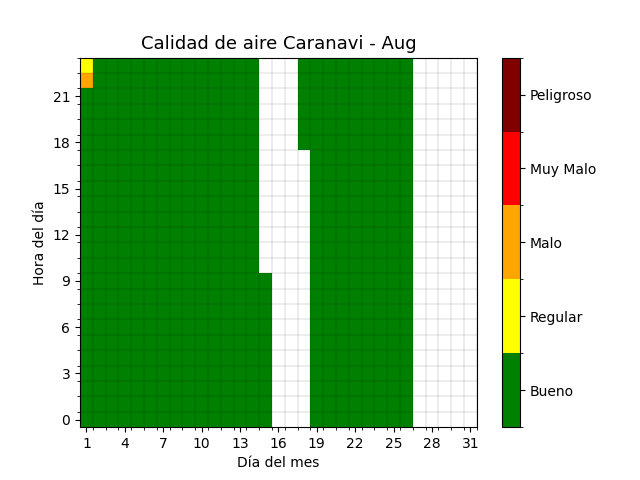 Calidad de aire Caranavi - Aug
Hora del día
21
18
15
12
9
6
3
0
1 4 7 10 13 16 19 22 25 28 31
Día del mes
Peligroso
Muy Malo
Malo
Regular
Bueno